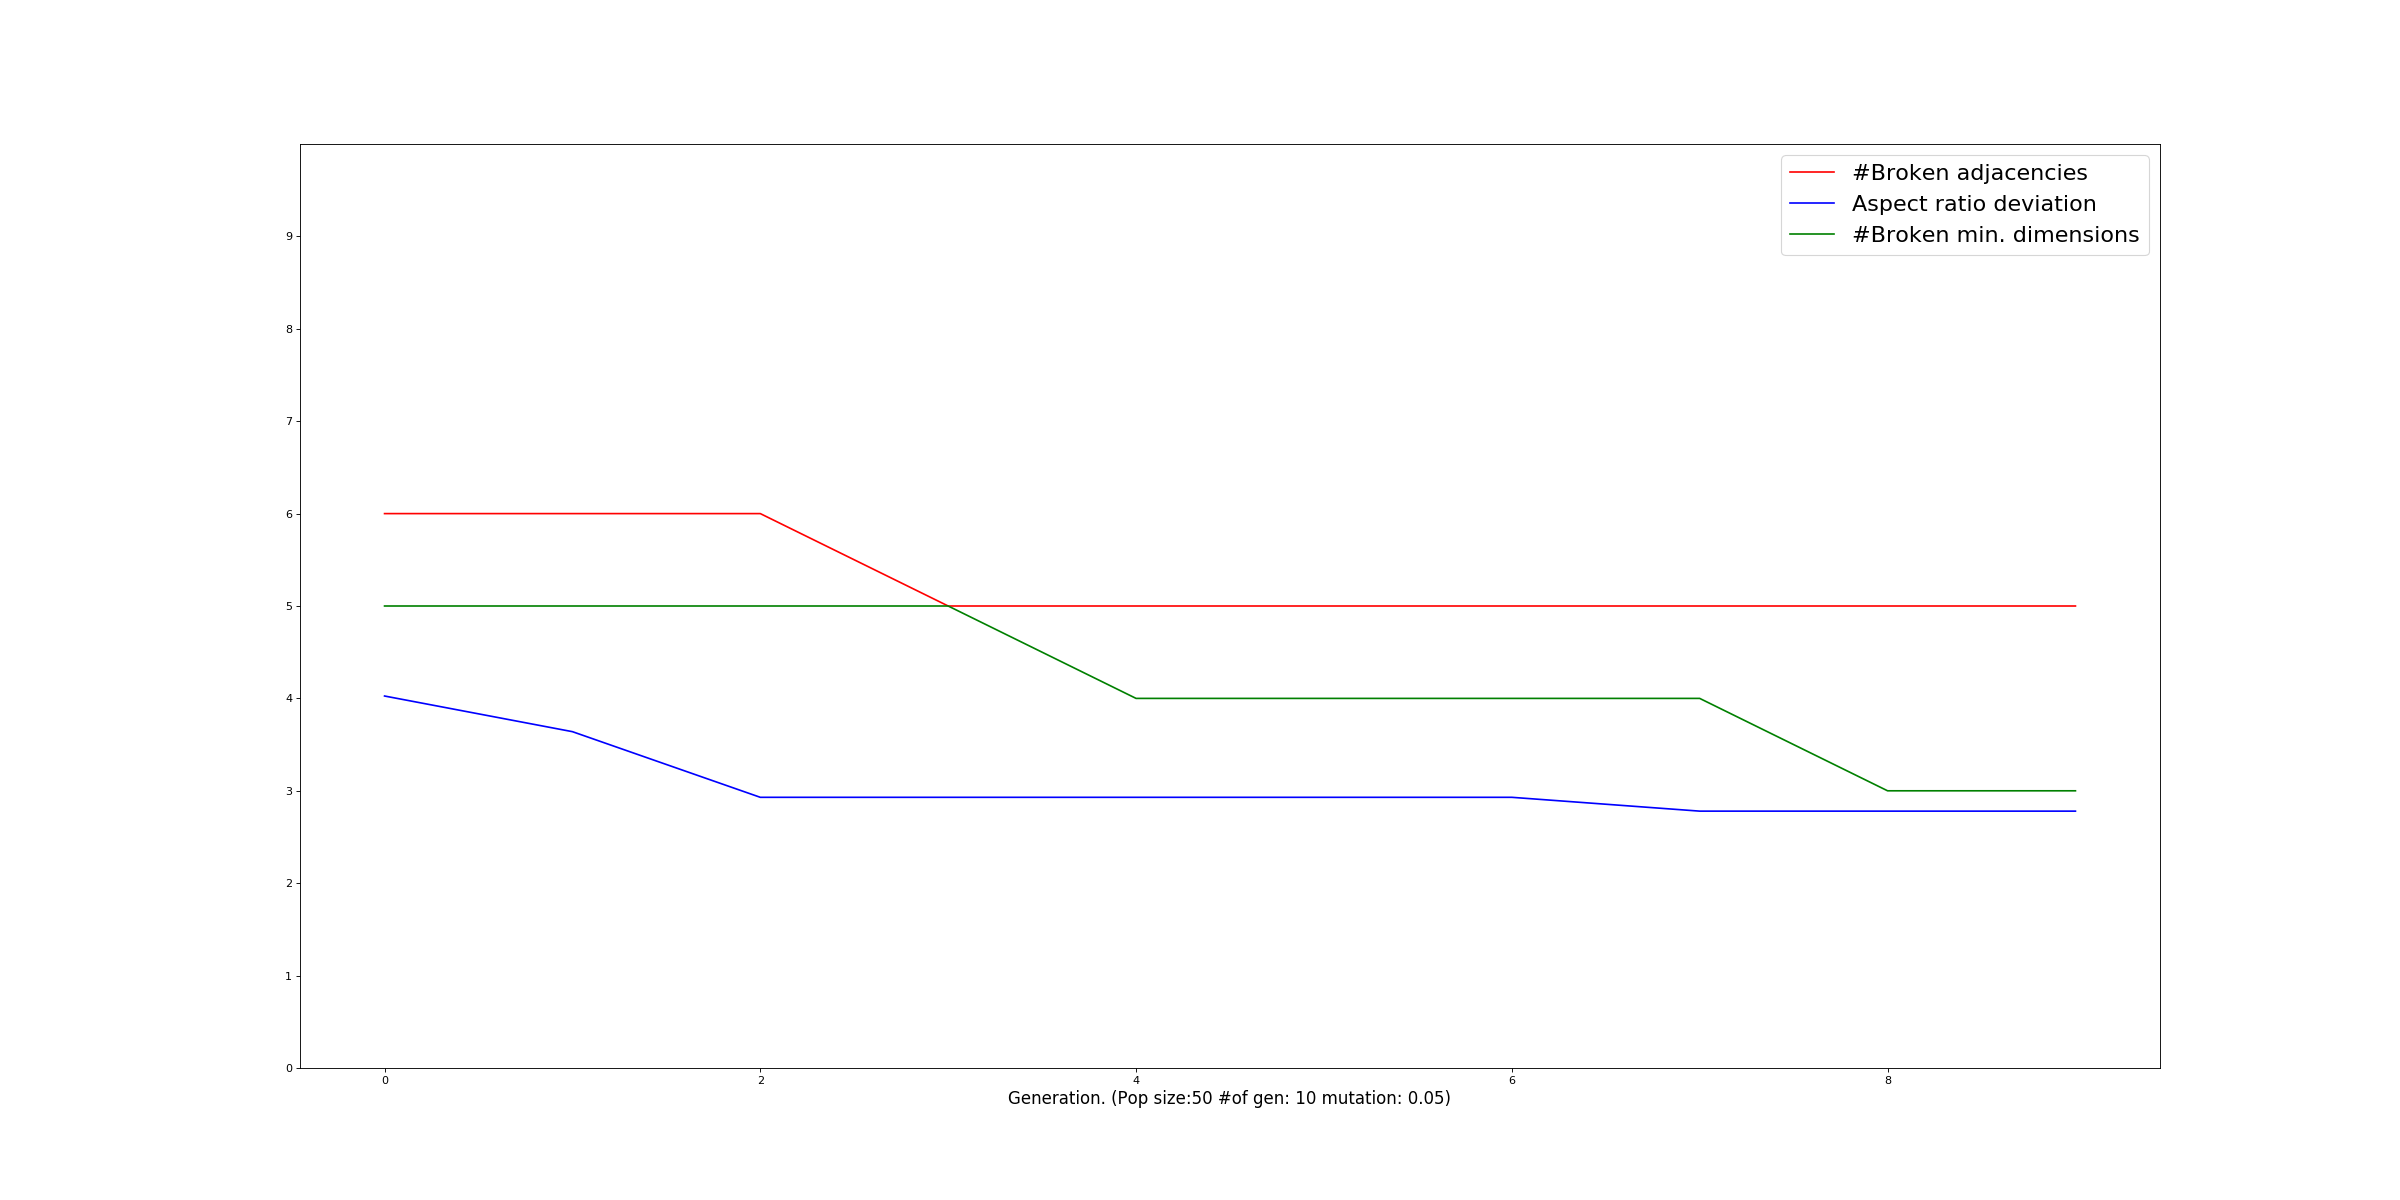 #Broken adjacencies
Aspect ratio deviation
#Broken min. dimensions
9
8
7
6
5
4
3
2
1
0
0 2 4 6 8
Generation. (Pop size:50 #of gen: 10 mutation: 0.05)